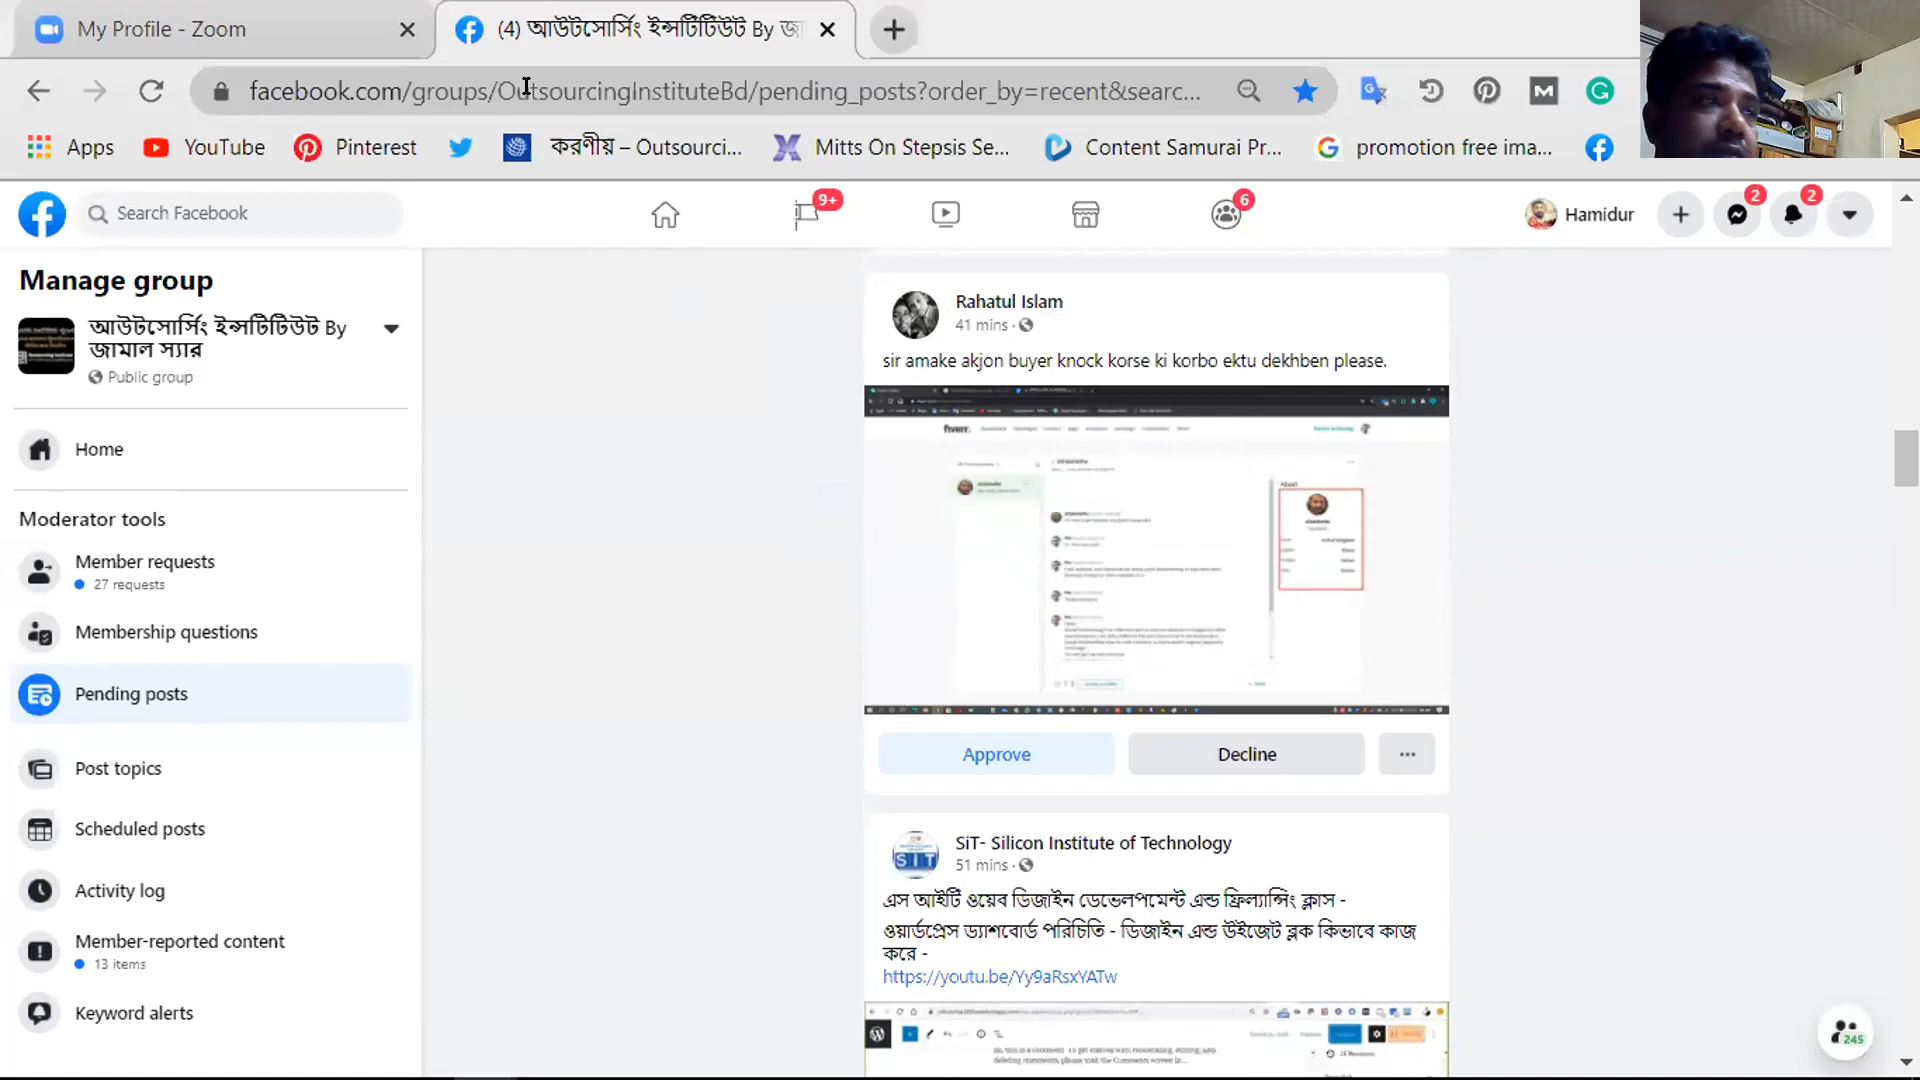 My Profile - Zoom
(4) আউটসোর্সিং ইন্সটিটিউট By জ
facebook.com/groups/OutsourcingInstituteBd/pending_posts?order_by=recent&searc...
Apps
YouTube
Pinterest
করণীয় – Outsourci...
Mitts On Stepsis Se...
Content Samurai Pr...
promotion free ima...
Search Facebook
9+
6
Hamidur
2
2
Manage group
আউটসোর্সিং ইন্সটিটিউট By
জামাল স্যার
Public group
Home
Moderator tools
Member requests
27 requests
Membership questions
Pending posts
Post topics
Scheduled posts
Activity log
Member-reported content
13 items
Keyword alerts
Rahatul Islam
41 mins ·
sir amake akjon buyer knock korse ki korbo ektu dekhben please.
fiverr.
About
Approve
Decline
SiT- Silicon Institute of Technology
51 mins ·
এস আইটি ওয়েব ডিজাইন ডেভেলপমেন্ট এন্ড ফ্রিল্যান্সিং ক্লাস -
ওয়ার্ডপ্রেস ড্যাশবোর্ড পরিচিতি - ডিজাইন এন্ড উইজেট ব্লক কিভাবে কাজ
করে -
https://youtu.be/Yy9aRsxYATw
245